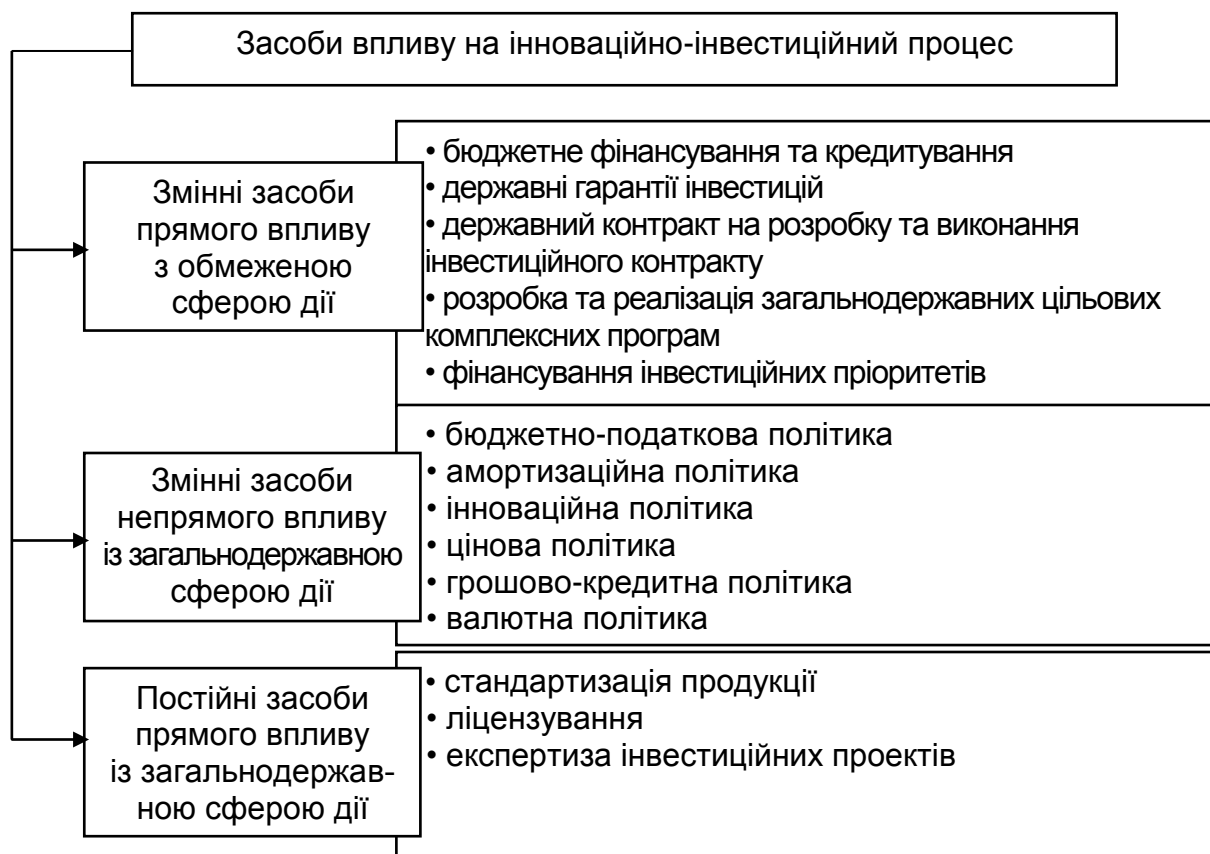 Засоби впливу на інноваційно-інвестиційний процес
Змінні засоби
прямого впливу
з обмеженою
сферою дії
• бюджетне фінансування та кредитування
• державні гарантії інвестицій
• державний контракт на розробку та виконання
інвестиційного контракту
• розробка та реалізація загальнодержавних цільових
комплексних програм
• фінансування інвестиційних пріоритетів
Змінні засоби
непрямого впливу
із загальнодержавною
сферою дії
• бюджетно-податкова політика
• амортизаційна політика
• інноваційна політика
• цінова політика
• грошово-кредитна політика
• валютна політика
Постійні засоби
прямого впливу
із загальнодержав-
ною сферою дії
• стандартизація продукції
• ліцензування
• експертиза інвестиційних проектів